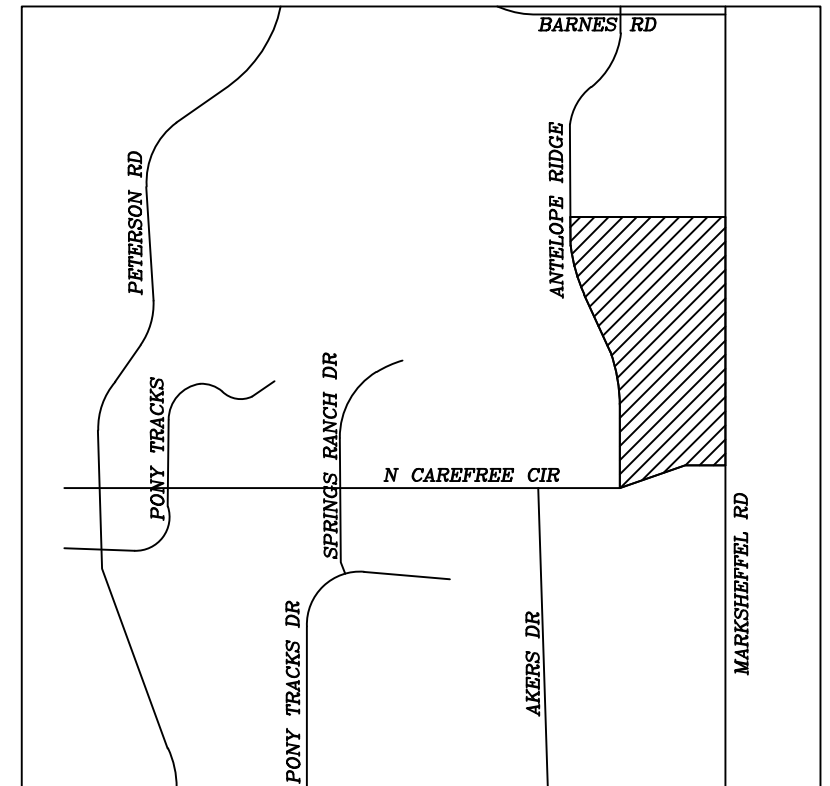 BARNES RD
ANTELOPE RIDGE
PETERSON RD
PONY TRACKS
SPRINGS RANCH DR
N CAREFREE CIR
MARKSHEFFEL RD
PONY TRACKS DR
AKERS DR